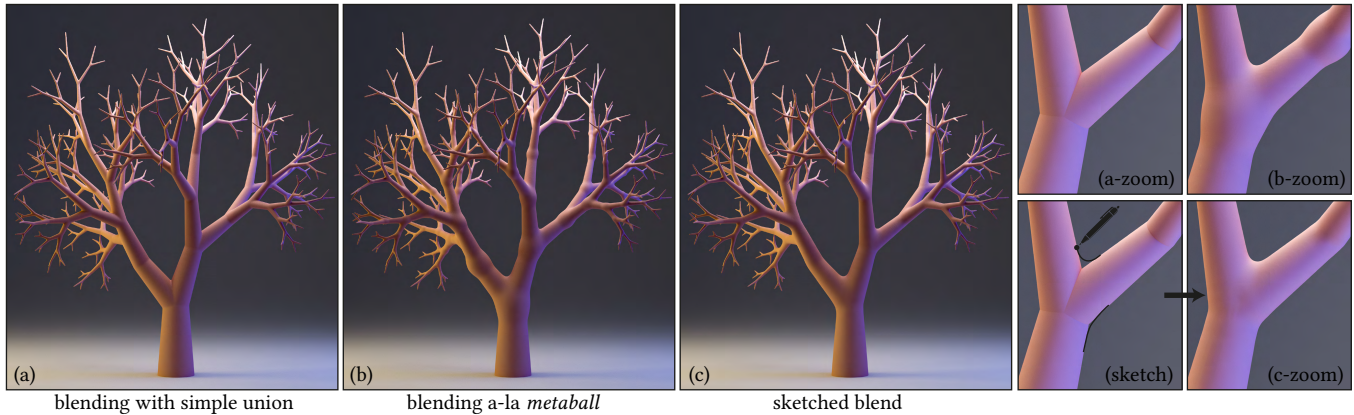 (a)
blending with simple union
(b)
blending a-la metaball
(c)
sketched blend
(a-zoom)
(b-zoom)
(sketch)
(c-zoom)